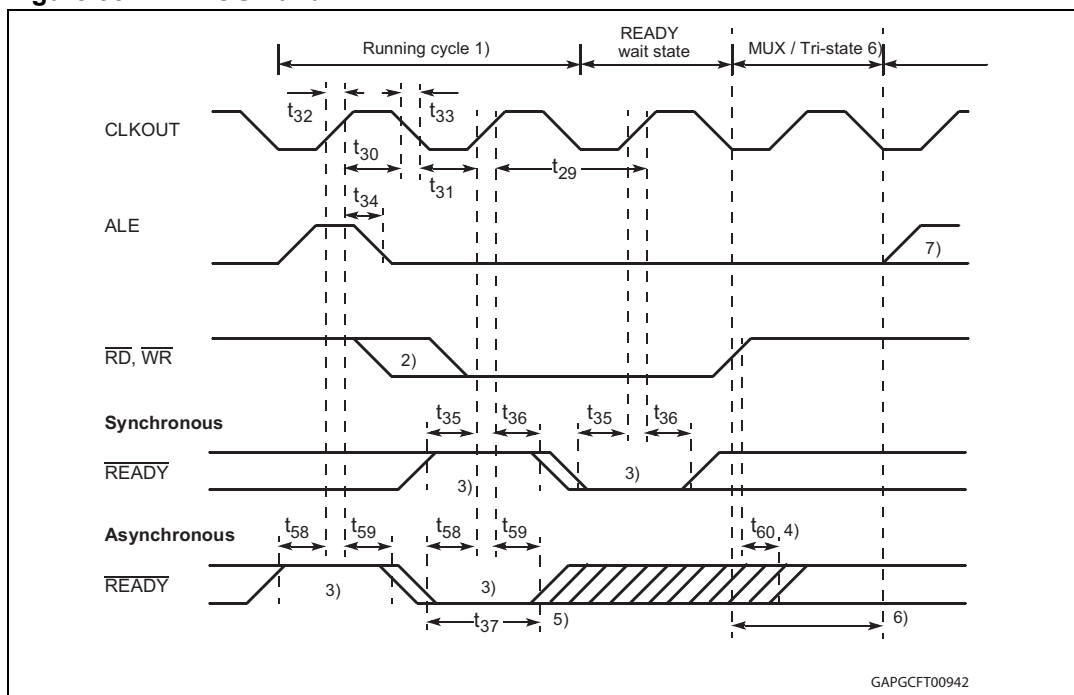 Running cycle 1)
READY
wait state
MUX / Tri-state 6)
CLKOUT
t32
t33
t30
t31
t29
t34
ALE
7)
RD, WR
2)
Synchronous
t35
t36
t35
t36
READY
3)
3)
Asynchronous
t58
t59
t58
t59
t60
4)
READY
3)
3)
t37
5)
6)
GAPGCFT00942